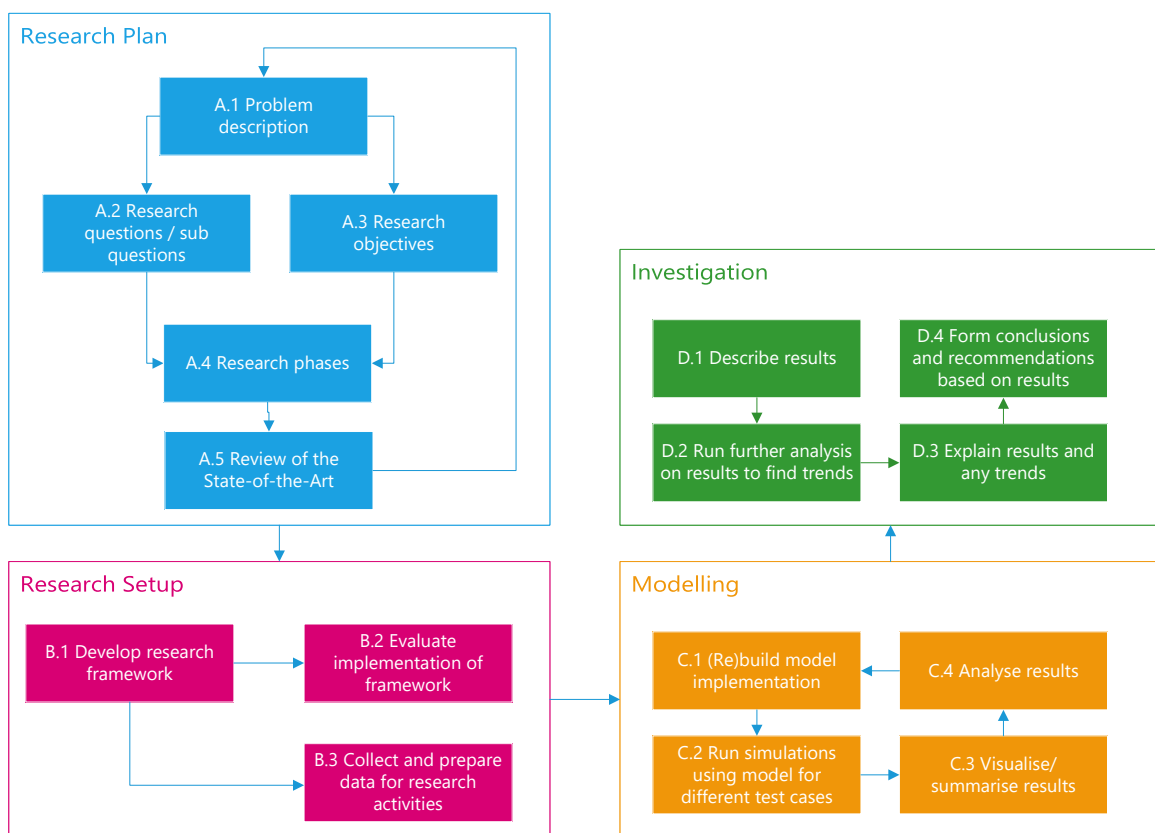 Research Plan
A.1 Problem
description
A.2 Research
questions / sub
questions
A.3 Research
objectives
A.4 Research phases
A.5 Review of the
State-of-the-Art
Research Setup
B.1 Develop research
framework
B.2 Evaluate
implementation of
framework
B.3 Collect and prepare
data for research
activities
Modelling
C.1 (Re)build model
implementation
C.2 Run simulations
using model for
different test cases
C.3 Visualise/
summarise results
C.4 Analyse results
Investigation
D.1 Describe results
D.2 Run further analysis
on results to find trends
D.3 Explain results and
any trends
D.4 Form conclusions
and recommendations
based on results